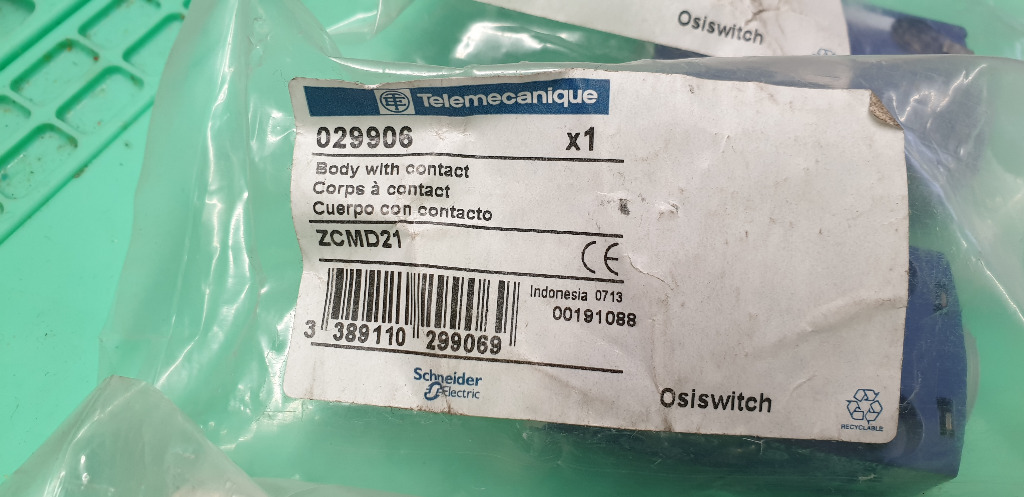 Osiswitch
Telemecanique
029906 x1
Body with contact
Corps à contact
Cuerpo con contacto
ZCMD21
CE
Indonesia 0713
00191088
3 389110 299069
Schneider
Electric
Osiswitch
RECYCLABLE